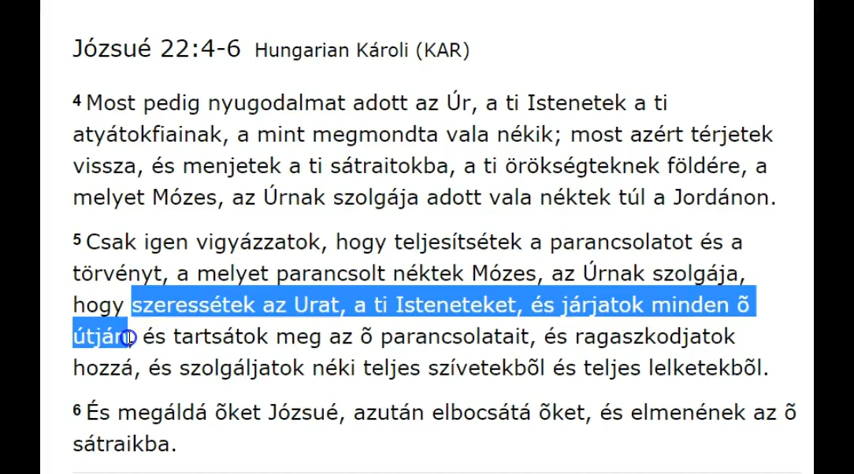 Józsué 22:4-6 Hungarian Károli (KAR)
4 Most pedig nyugodalmat adott az Úr, a ti Istenetek a ti
atyátokfiainak, a mint megmondta vala nékik; most azért térjetek
vissza, és menjetek a ti sátraitokba, a ti örökségteknek földére, a
melyet Mózes, az Úrnak szolgája adott vala néktek túl a Jordánon.
5 Csak igen vigyázzatok, hogy teljesítsétek a parancsolatot és a
törvényt, a melyet parancsolt néktek Mózes, az Úrnak szolgája,
hogy szeressétek az Urat, a ti Isteneteket, és járjatok minden õ
útján, és tartsátok meg az õ parancsolatait, és ragaszkodjatok
hozzá, és szolgáljatok néki teljes szívetekbõl és teljes lelketekbõl.
6 És megáldá õket Józsué, azután elbocsátá õket, és elmenének az õ
sátraikba.